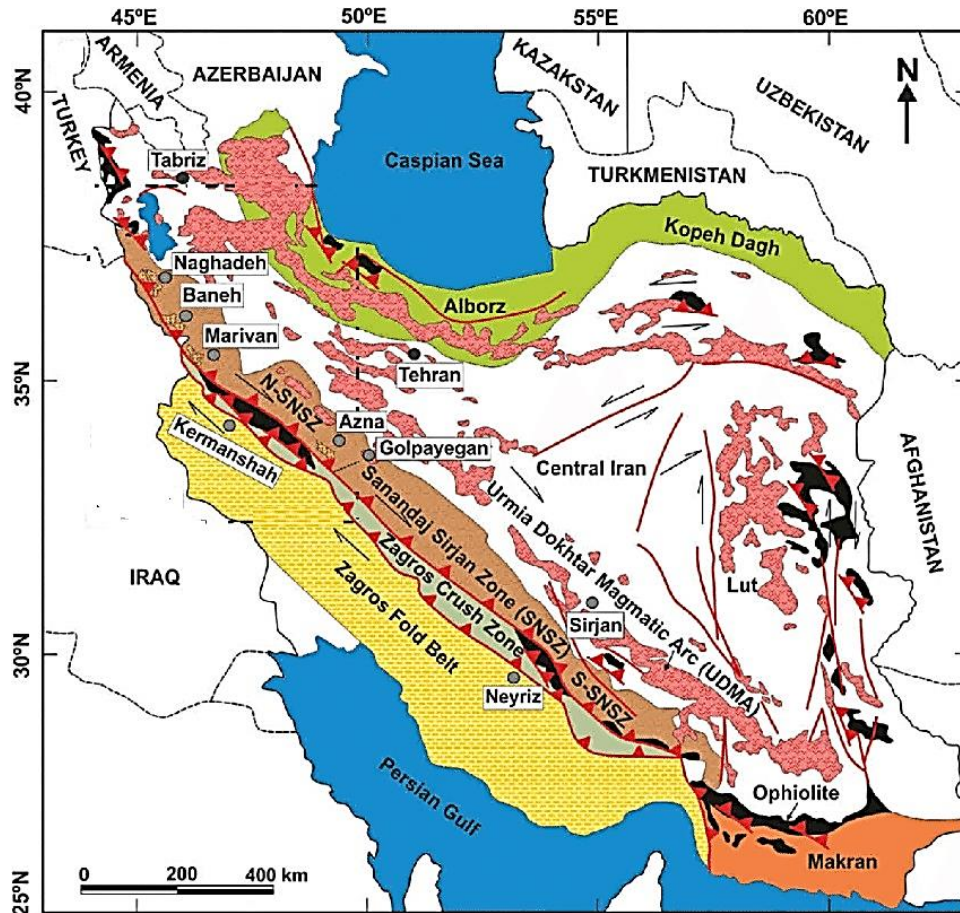 45°E
50°E
55°E
60°E
40°N
35°N
30°N
25°N
ARMENIA
AZERBAIJAN
KAZAKSTAN
UZBEKISTAN
N
TURKEY
Tabriz
Caspian Sea
TURKMENISTAN
Kopeh Dagh
Naghadeh
Baneh
Alborz
Marivan
Tehran
N-SNSZ
Azna
Kermanshah
Golpayegan
Central Iran
AFGHANISTAN
Sanandaj Sirjan Zone (SNSZ)
Urmia Dokhtar Magmatic Arc (UDMA)
IRAQ
Zagros Crush Zone
Zagros Fold Belt
Lut
Sirjan
S-SNSZ
Neyriz
Persian Gulf
Ophiolite
Makran
0 200 400 km